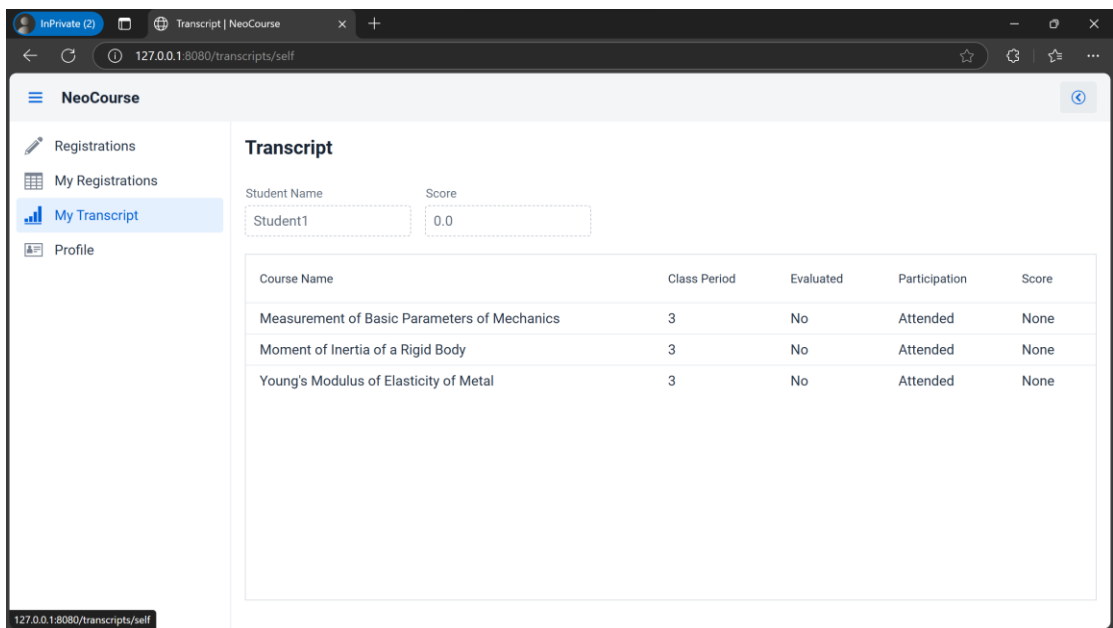 InPrivate (2)
Transcript | NeoCourse
127.0.0.1:8080/transcripts/self
NeoCourse
Registrations
My Registrations
My Transcript
Profile
Transcript
Student Name Score
Student1 0.0
Course Name Class Period Evaluated Participation Score
Measurement of Basic Parameters of Mechanics 3 No Attended None
Moment of Inertia of a Rigid Body 3 No Attended None
Young's Modulus of Elasticity of Metal 3 No Attended None
127.0.0.1:8080/transcripts/self